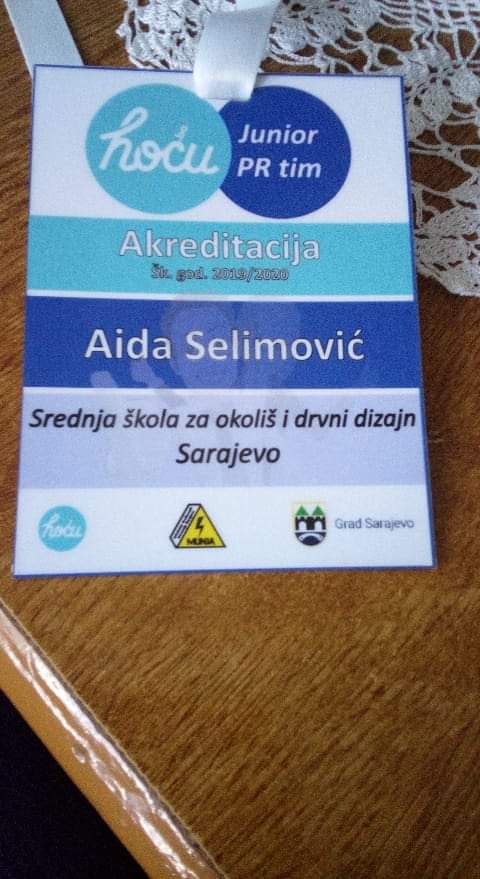 hoću
Junior
PR tim
Akreditacija
Šk. god. 2019/2020
Aida Selimović
Srednja škola za okoliš i drvni dizajn
Sarajevo
hoću
MUNJA
Grad Sarajevo